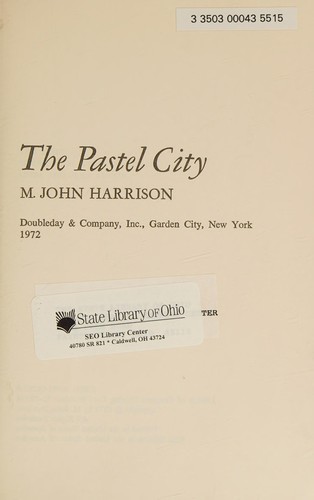 3 3503 00043 5515
The Pastel City
M. JOHN HARRISON
Doubleday & Company, Inc., Garden City, New York
1972
State Library of Ohio
SEO Library Center
40780 SR 821 * Caldwell, OH 43724
TER